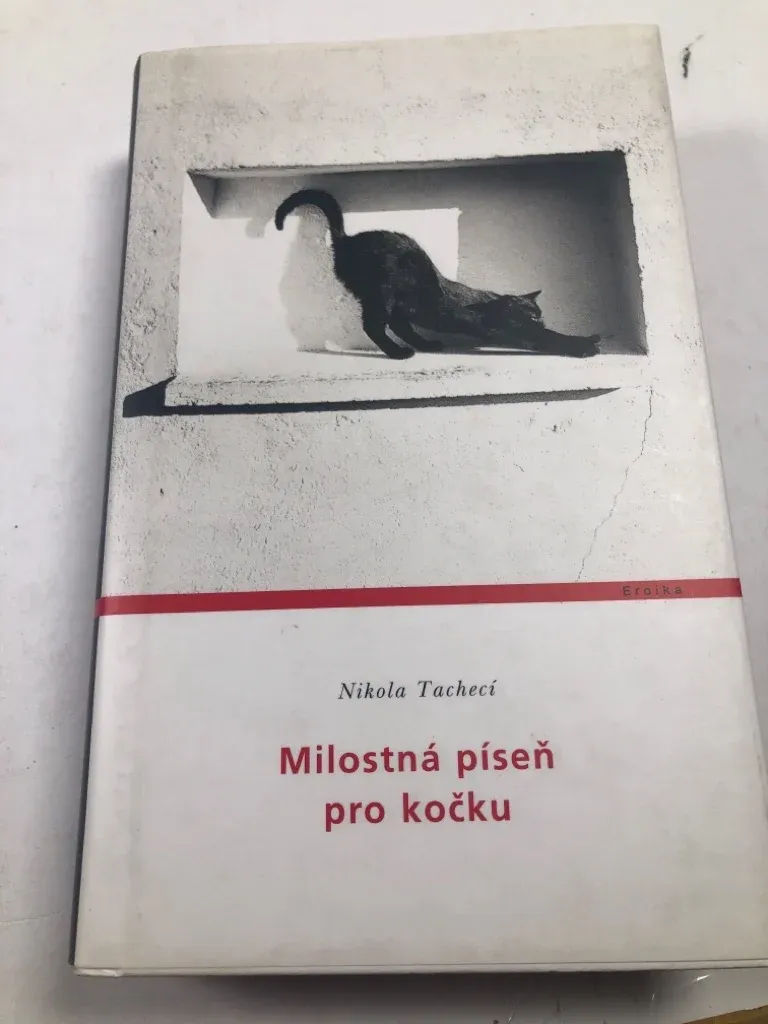 Eroika
Nikola Tachecí
Milostná píseň
pro kočku